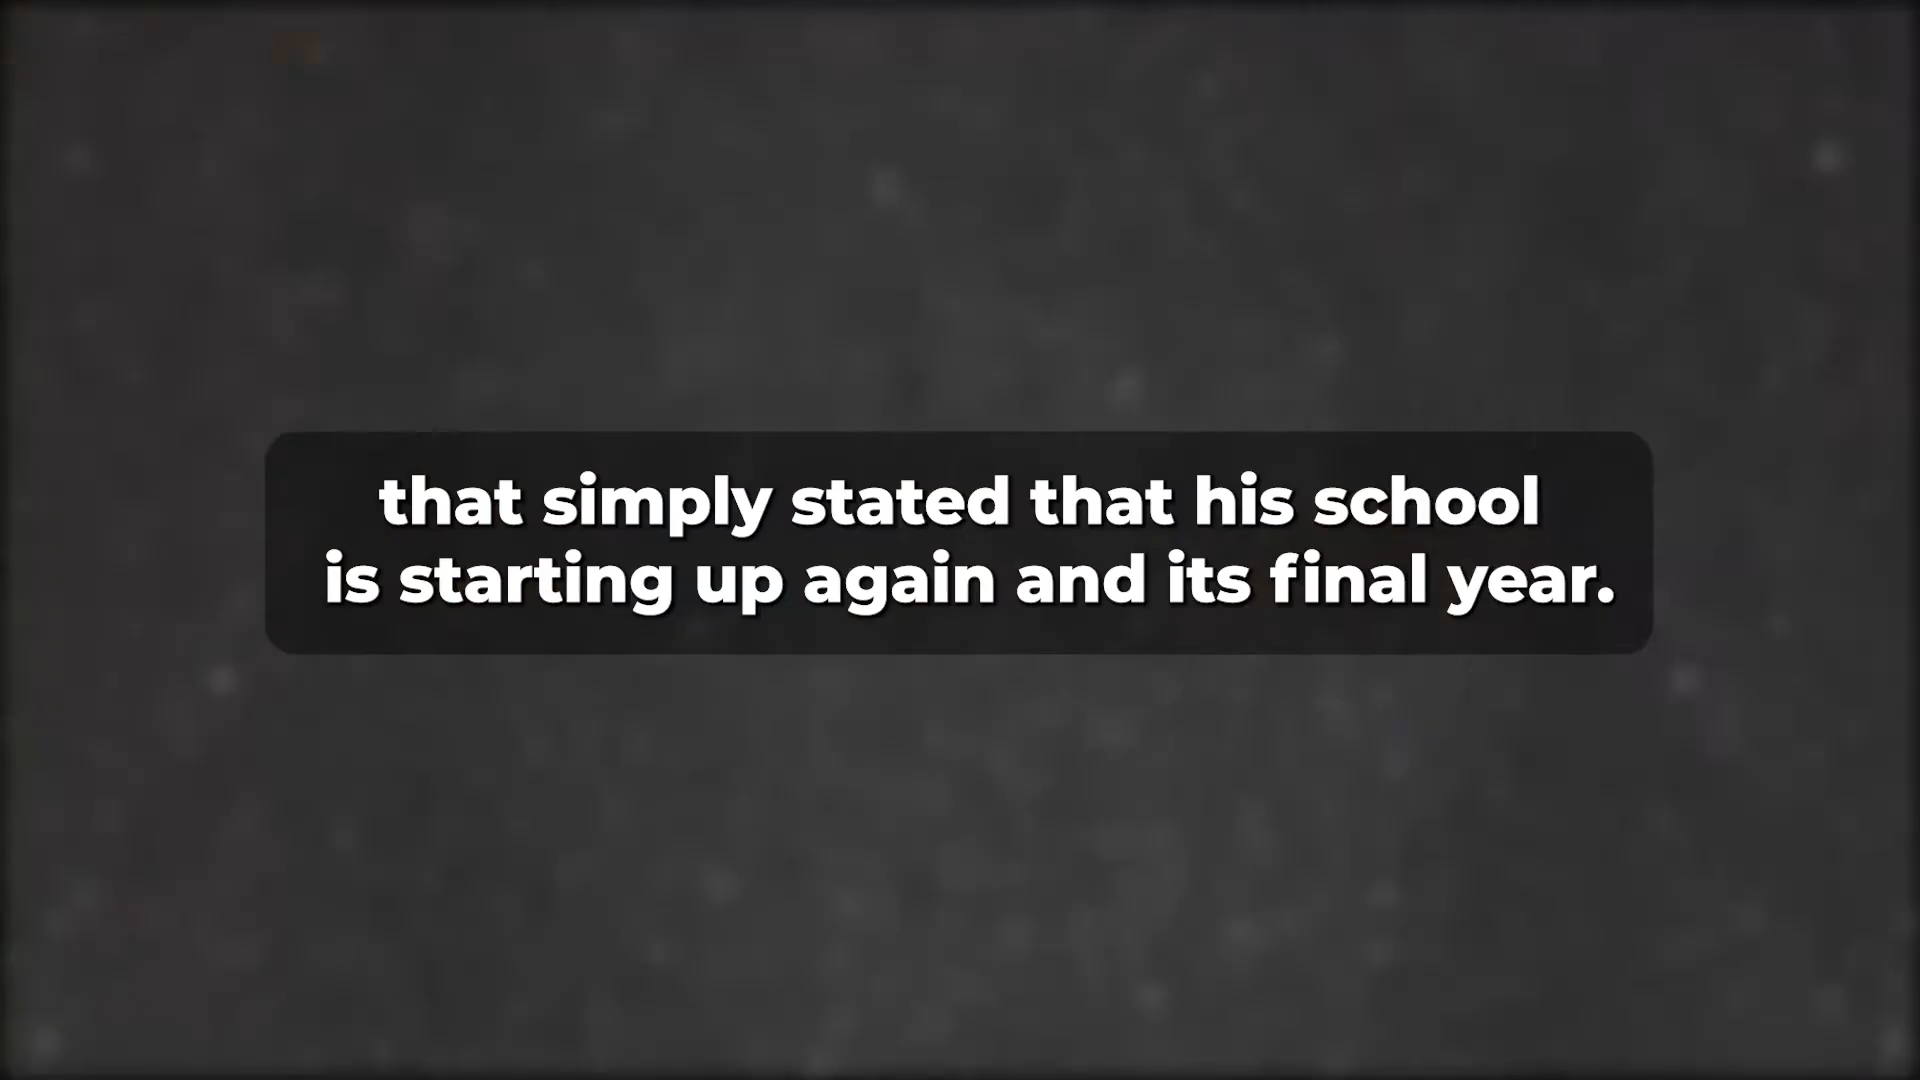 that simply stated that his school
is starting up again and its final year.